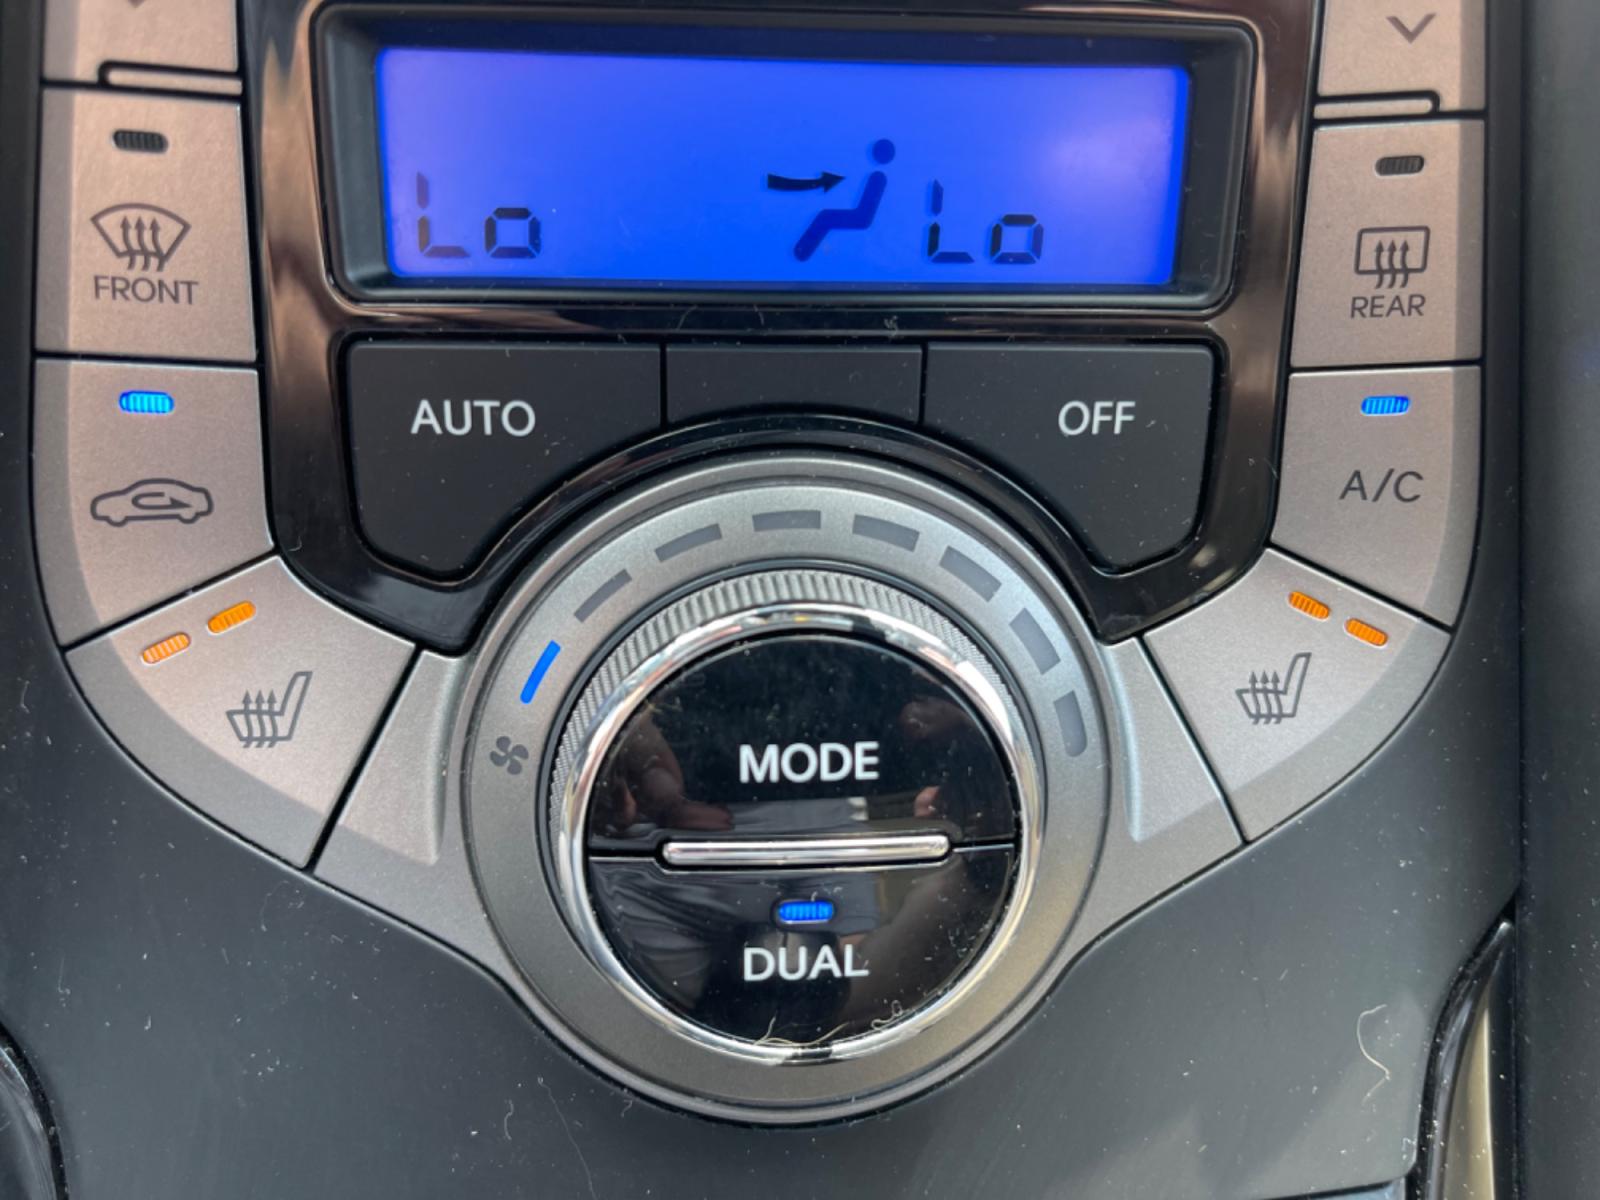 Lo Lo
FRONT
REAR
AUTO
OFF
A/C
MODE
DUAL